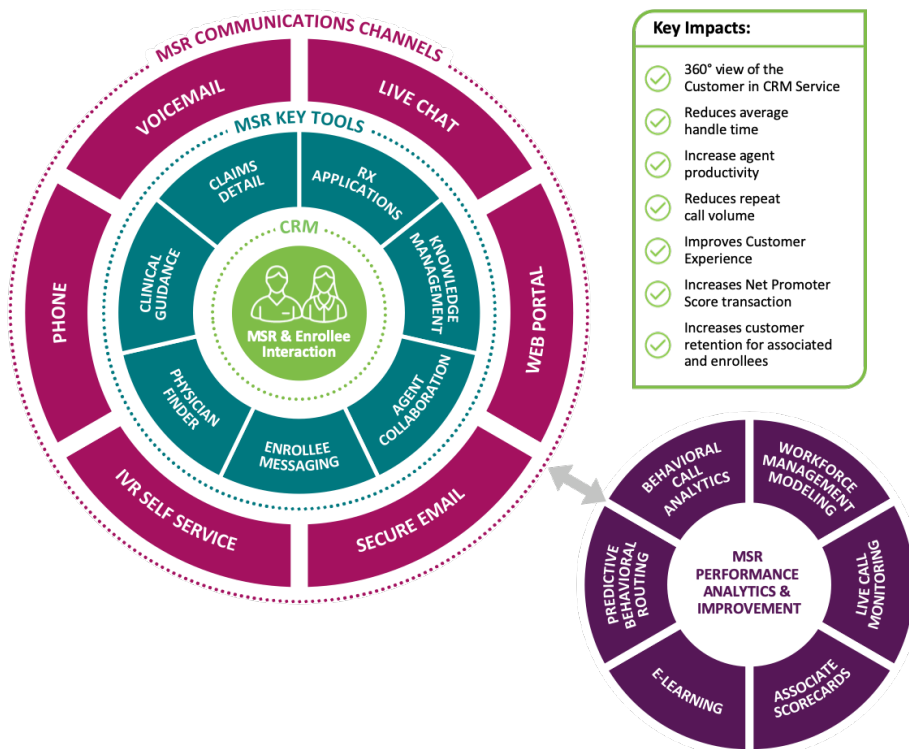 MSR COMMUNICATIONS CHANNELS
VOICEMAIL
LIVE CHAT
WEB PORTAL
SECURE EMAIL
IVR SELF SERVICE
PHONE
MSR KEY TOOLS
CLAIMS
DETAIL
RX
APPLICATIONS
KNOWLEDGE
MANAGEMENT
AGENT
COLLABORATION
ENROLLEE
MESSAGING
PHYSICIAN
FINDER
CLINICAL
GUIDANCE
CRM
MSR & Enrollee
Interaction
Key Impacts:
360° view of the
Customer in CRM Service
Reduces average
handle time
Increase agent
productivity
Reduces repeat
call volume
Improves Customer
Experience
Increases Net Promoter
Score transaction
Increases customer
retention for associated
and enrollees
BEHAVIORAL
CALL
ANALYTICS
WORKFORCE
MANAGEMENT
MODELING
LIVE CALL
MONITORING
ASSOCIATE
SCORECARDS
E-LEARNING
PREDICTIVE
BEHAVIORAL
ROUTING
MSR
PERFORMANCE
ANALYTICS &
IMPROVEMENT